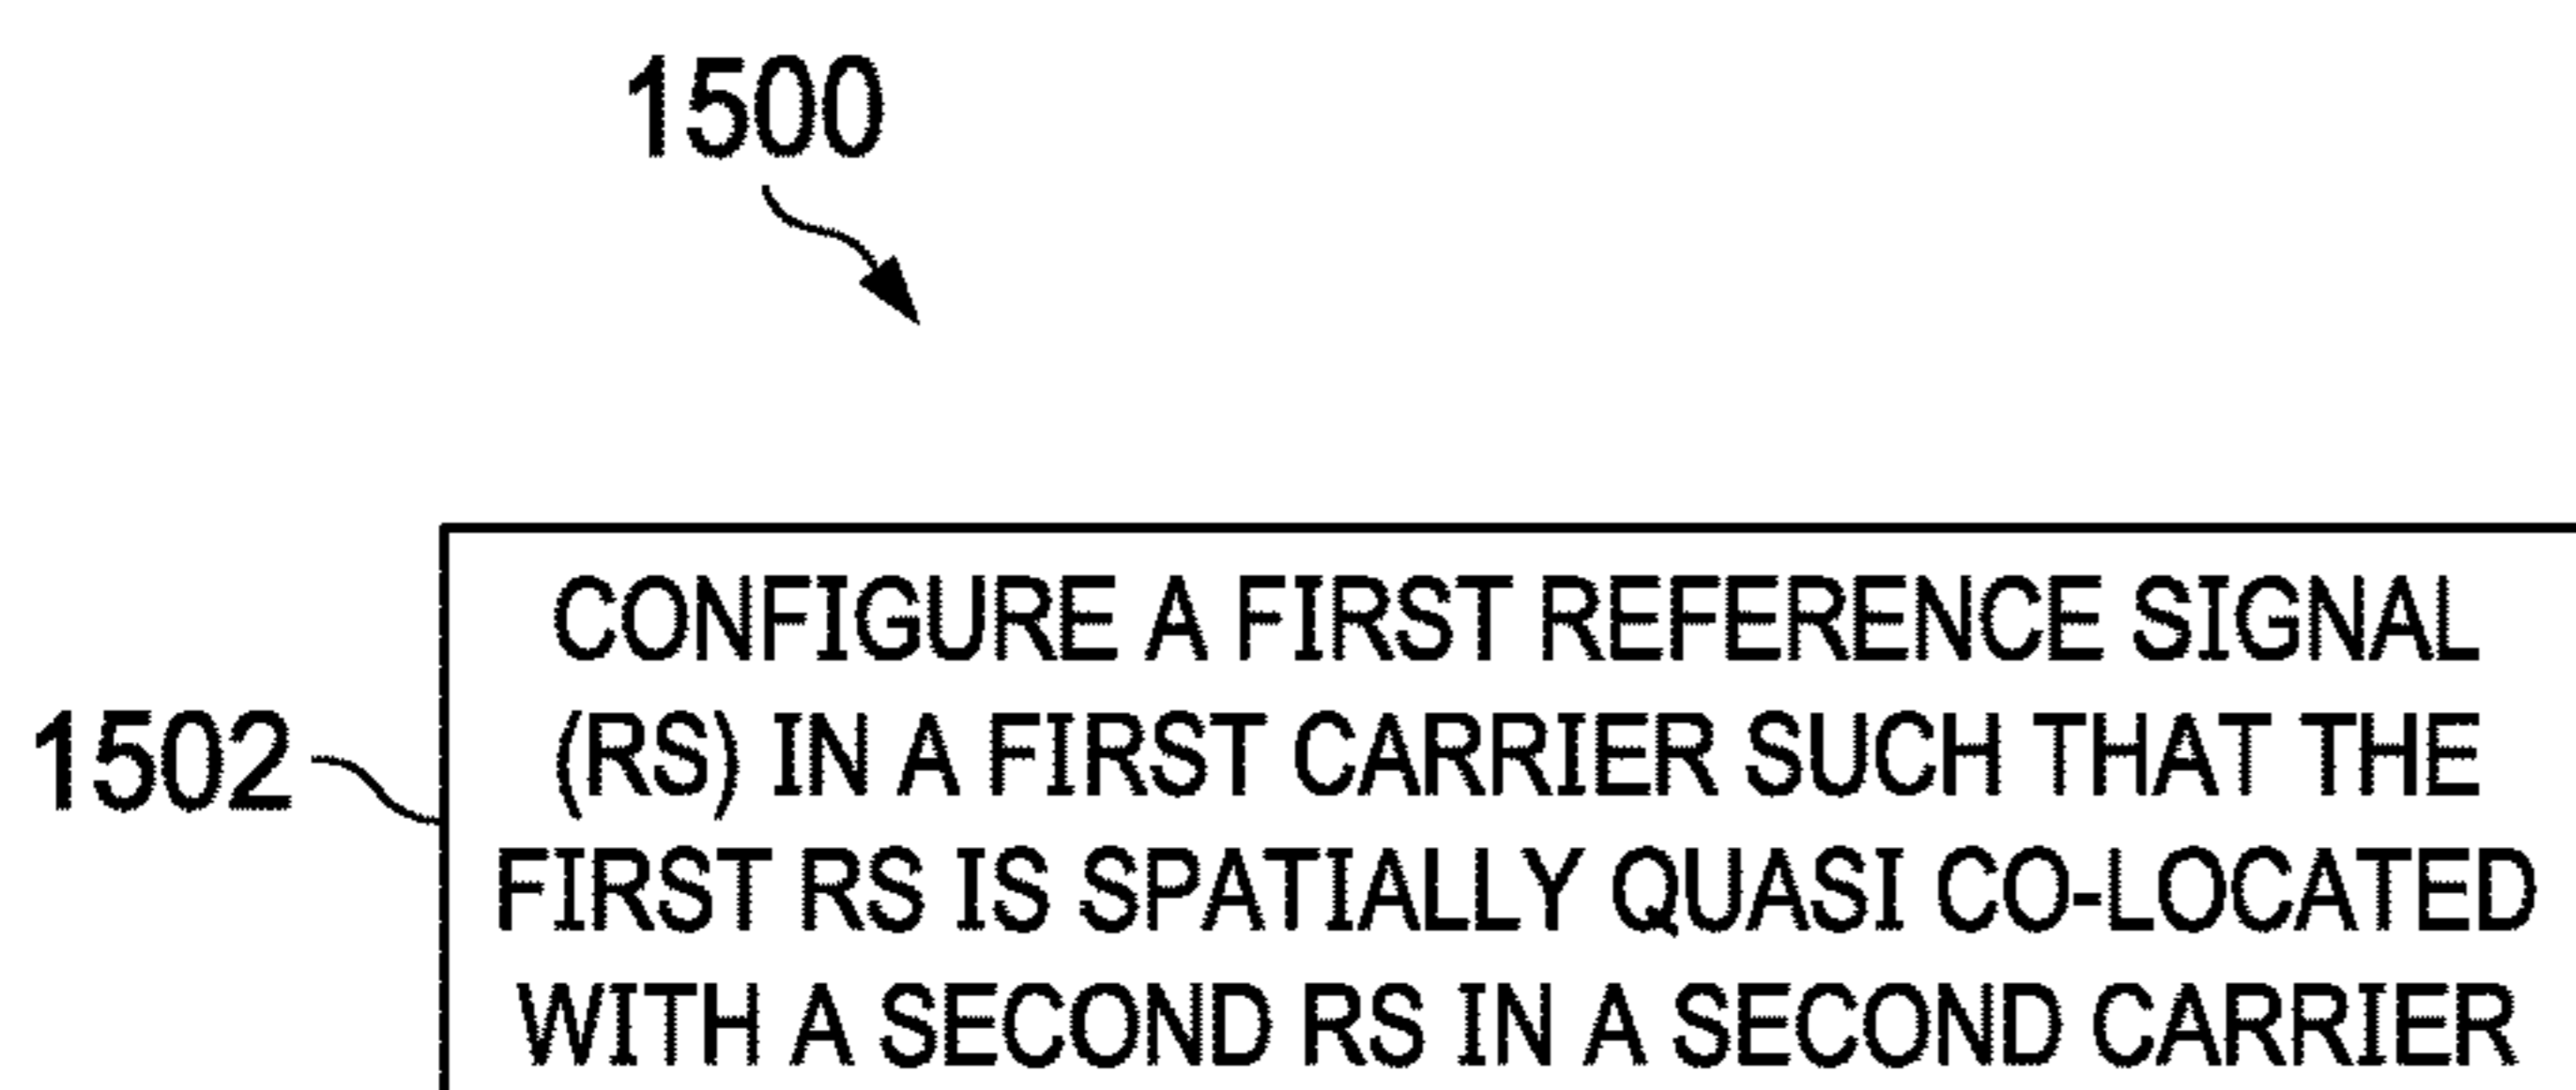 1500
CONFIGURE A FIRST REFERENCE SIGNAL
1502
(RS) IN A FIRST CARRIER SUCH THAT THE
FIRST RS IS SPATIALLY QUASI CO-LOCATED
WITH A SECOND RS IN A SECOND CARRIER